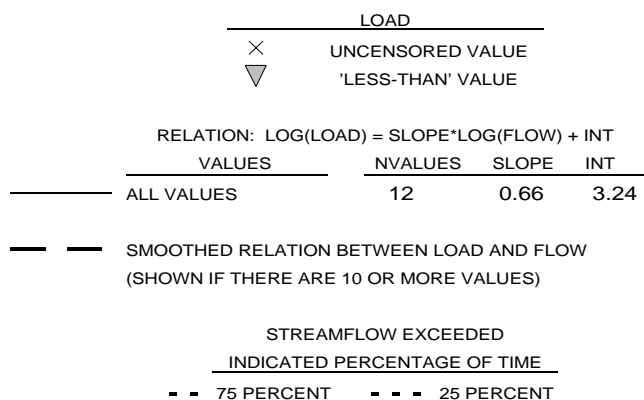 LOAD
UNCENSORED VALUE
'LESS-THAN' VALUE
RELATION: LOG(LOAD) = SLOPE*LOG(FLOW) + INT
VALUES NVALUES SLOPE INT
ALL VALUES 12 0.66 3.24
SMOOTHED RELATION BETWEEN LOAD AND FLOW
(SHOWN IF THERE ARE 10 OR MORE VALUES)
STREAMFLOW EXCEEDED
INDICATED PERCENTAGE OF TIME
75 PERCENT 25 PERCENT